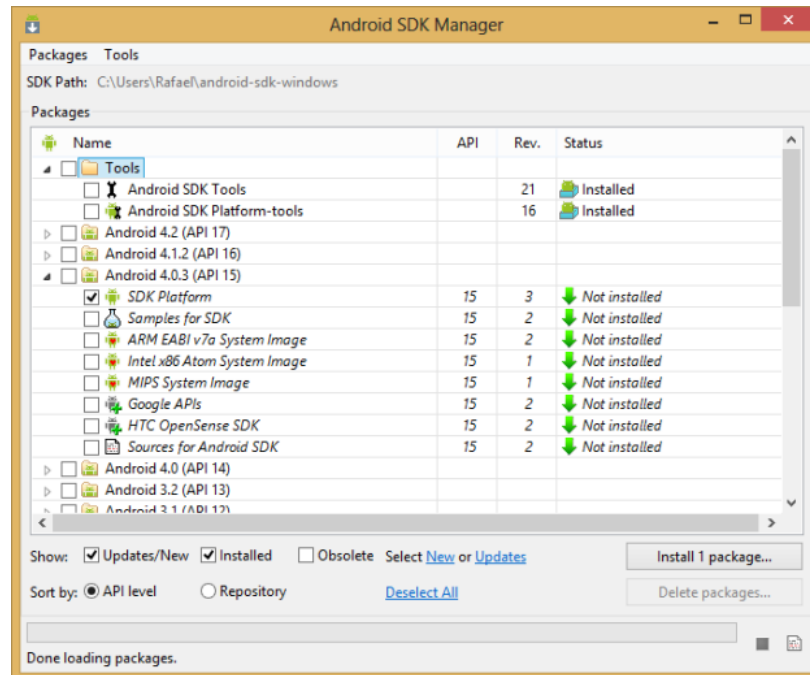 Android SDK Manager
Packages Tools
SDK Path: C:\Users\Rafael\android-sdk-windows
Packages
Name API Rev. Status
Tools
Android SDK Tools 21 Installed
Android SDK Platform-tools 16 Installed
Android 4.2 (API 17)
Android 4.1.2 (API 16)
Android 4.0.3 (API 15)
SDK Platform 15 3 Not installed
Samples for SDK 15 2 Not installed
ARM EABI v7a System Image 15 2 Not installed
Intel x86 Atom System Image 15 1 Not installed
MIPS System Image 15 1 Not installed
Google APIs 15 2 Not installed
HTC OpenSense SDK 15 2 Not installed
Sources for Android SDK 15 2 Not installed
Android 4.0 (API 14)
Android 3.2 (API 13)
Android 3.1 (API 12)
Show: Updates/New Installed Obsolete Select New or Updates Install 1 package...
Sort by: API level Repository Deselect All Delete packages...
Done loading packages.